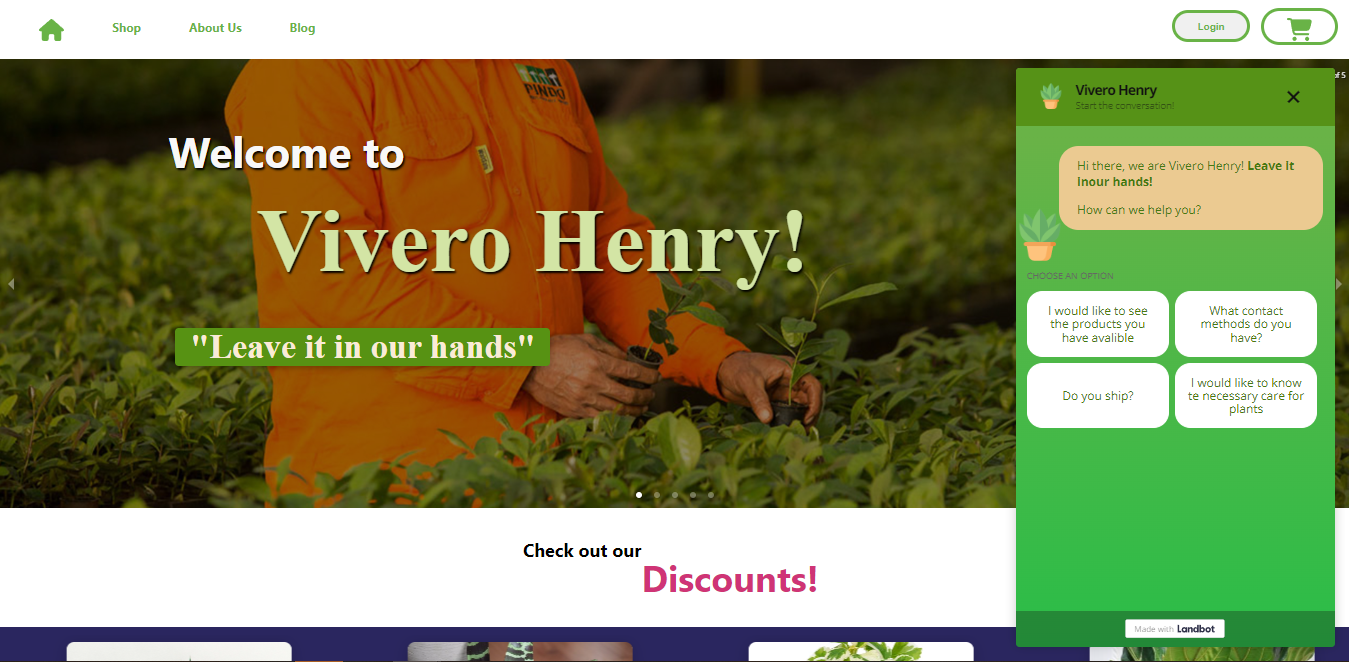 Shop
About Us
Blog
Login
of 5
PINDÓ
Welcome to
Vivero Henry!
"Leave it in our hands"
Check out our
Discounts!
Vivero Henry
Start the conversation!
Hi there, we are Vivero Henry! Leave It
inour hands!
How can we help you?
CHOOSE AN OPTION
I would like to see
the products you
have avalible
What contact
methods do you
have?
Do you ship?
I would like to know
te necessary care for
plants
Made with Landbot